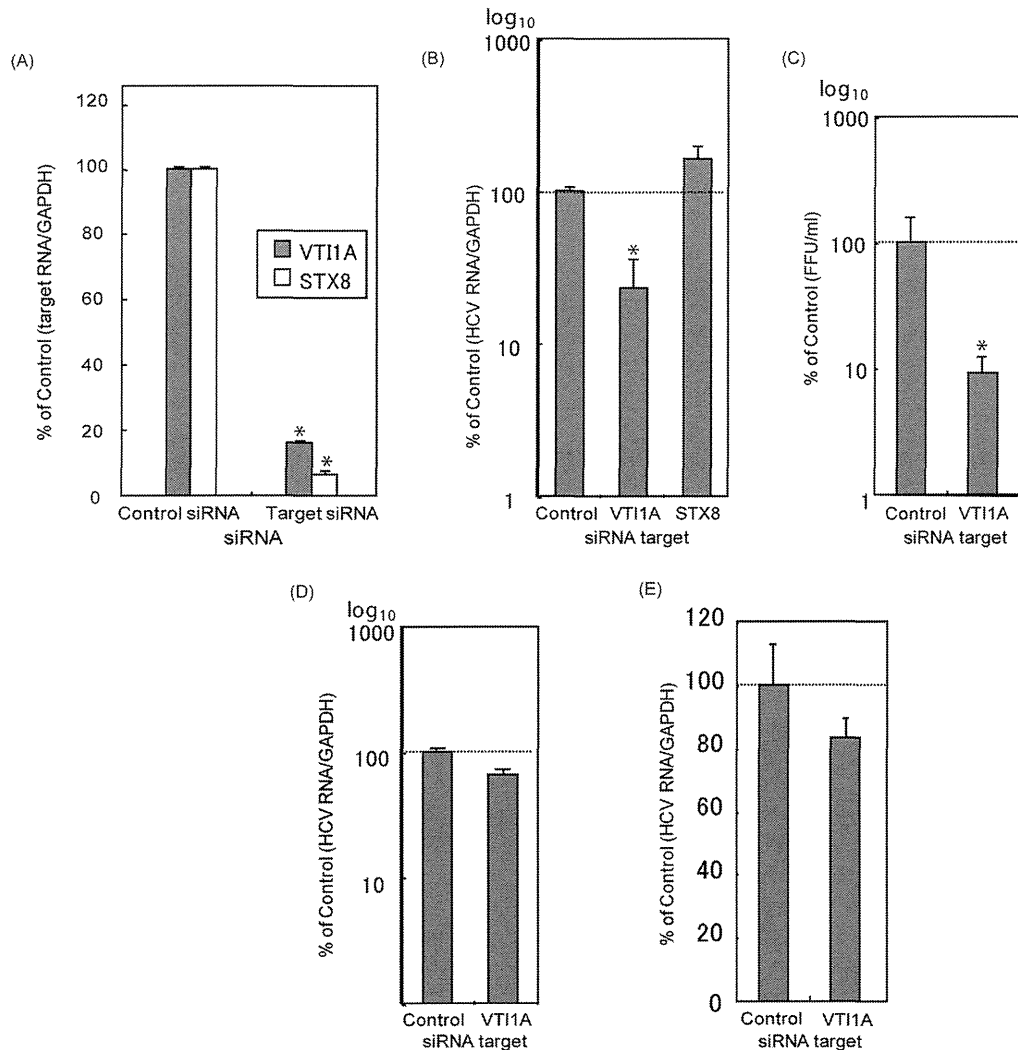 (A)
% of Control (target RNA/GAPDH)
120
100
80
60
40
20
0
VTI1A
STX8
*
*
Control siRNA Target siRNA
siRNA
(B)
log10
% of Control (HCV RNA/GAPDH)
1000
100
10
1
*
Control VTI1A STX8
siRNA target
(C)
log10
% of Control (FFU/ml)
1000
100
10
1
*
Control VTI1A
siRNA target
(D)
log10
% of Control (HCV RNA/GAPDH)
1000
100
10
Control VTI1A
siRNA target
(E)
% of Control (HCV RNA/GAPDH)
120
100
80
60
40
20
0
Control VTI1A
siRNA target